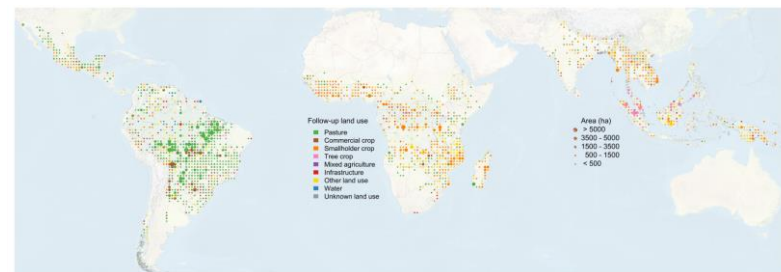 Follow-up land use
Pasture
Commercial crop
Smallholder crop
Tree crop
Mixed agriculture
Infrastructure
Other land use
Water
Unknown land use
Area (ha)
> 5000
3500 - 5000
1500 - 3500
500 - 1500
< 500